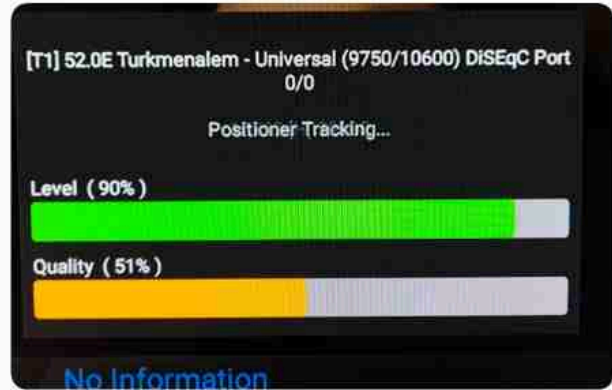 [T1] 52.0E Turkmenalem - Universal (9750/10600) DiSEqC Port
0/0
Positioner Tracking...
Level ( 90% )
Quality ( 51% )
No Information